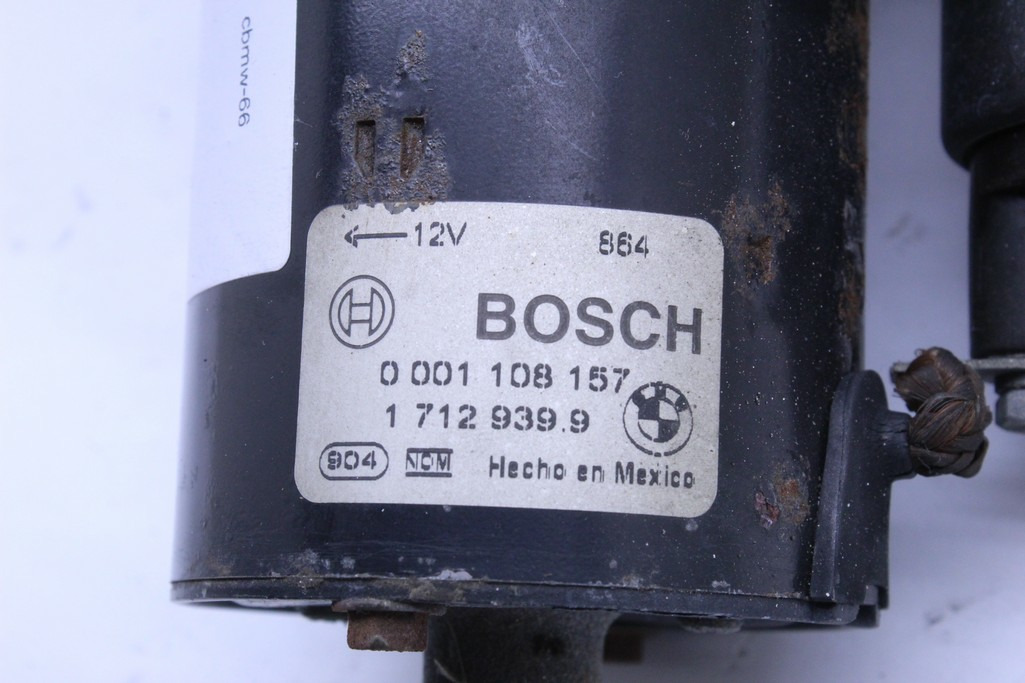 cbmw-66
12V 864
BOSCH
0 001 108 157
1 712 939.9
904 NOM Hecho en Mexico